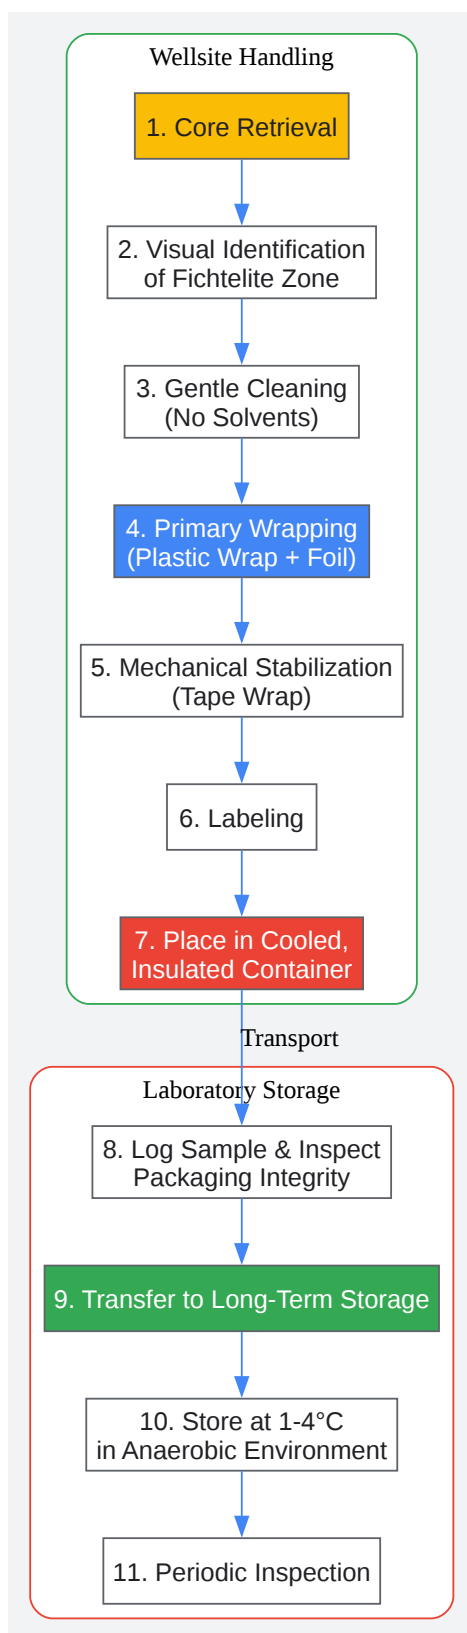 Wellsite Handling
1. Core Retrieval
2. Visual Identification
of Fichtelite Zone
3. Gentle Cleaning
(No Solvents)
4. Primary Wrapping
(Plastic Wrap + Foil)
5. Mechanical Stabilization
(Tape Wrap)
6. Labeling
7. Place in Cooled,
Insulated Container
Transport
Laboratory Storage
8. Log Sample & Inspect
Packaging Integrity
9. Transfer to Long-Term Storage
10. Store at 1-4°C
in Anaerobic Environment
11. Periodic Inspection